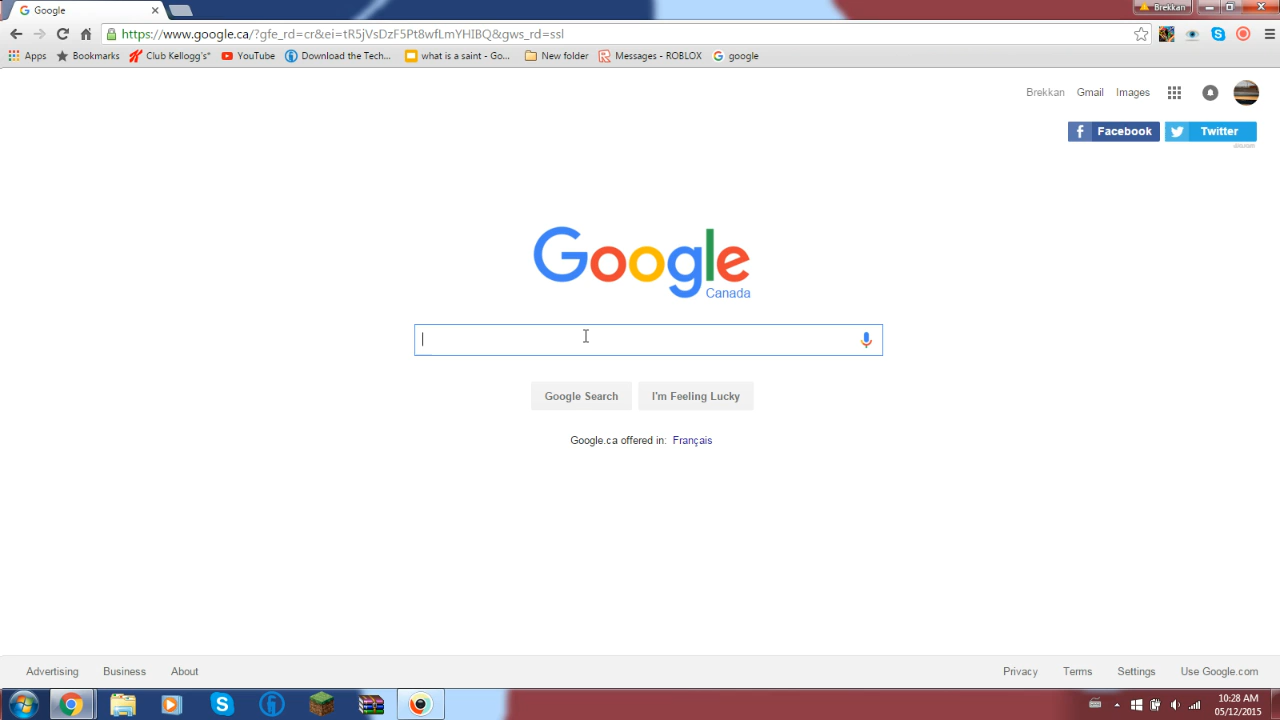 Google
Brekkan
https://www.google.ca/?gfe_rd=cr&ei=tR5jVsDzF5Pt8wfLmYHIBQ&gws_rd=ssl
Apps Bookmarks Club Kellogg's* YouTube Download the Tech... what is a saint - Go... New folder Messages - ROBLOX google
Brekkan Gmail Images
Facebook Twitter
Google
Canada
Google Search I'm Feeling Lucky
Google.ca offered in: Français
Advertising Business About Privacy Terms Settings Use Google.com
10:28 AM
05/12/2015